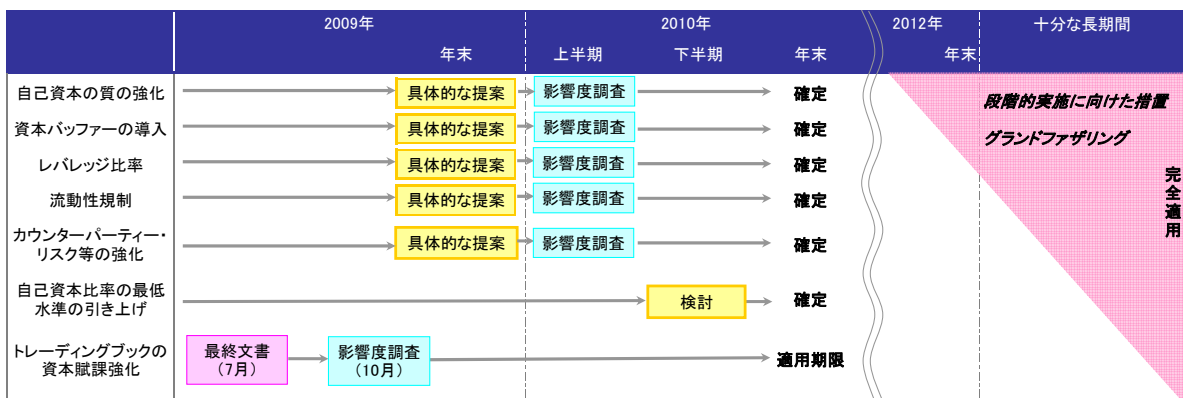 2009年
2010年
2012年
十分な長期間
年末
上半期
下半期
年末
年末
自己資本の質の強化
具体的な提案
影響度調査
確定
段階的実施に向けた措置
資本バッファーの導入
具体的な提案
影響度調査
確定
グランドファザリング
レバレッジ比率
具体的な提案
影響度調査
確定
流動性規制
具体的な提案
影響度調査
確定
完全適用
カウンターパーティー・
リスク等の強化
具体的な提案
影響度調査
確定
自己資本比率の最低
水準の引き上げ
検討
確定
トレーディングブックの
資本賦課強化
最終文書
(7月)
影響度調査
(10月)
適用期限